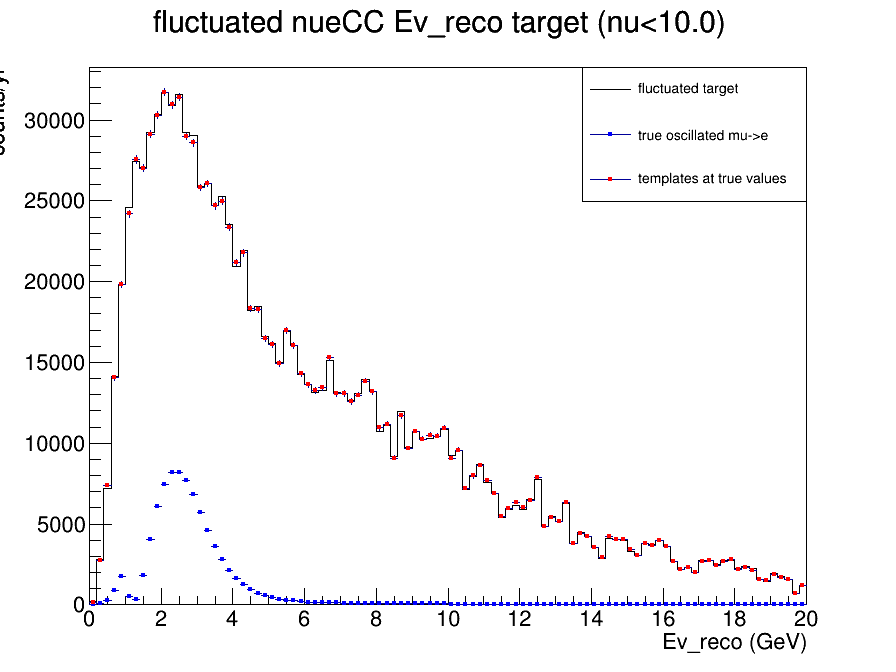 fluctuated nueCC Ev_reco target (nu<10.0)
fluctuated target
true oscillated mu->e
templates at true values
30000
25000
20000
15000
10000
5000
0
0 2 4 6 8 10 12 14 16 18 20
Ev_reco (GeV)